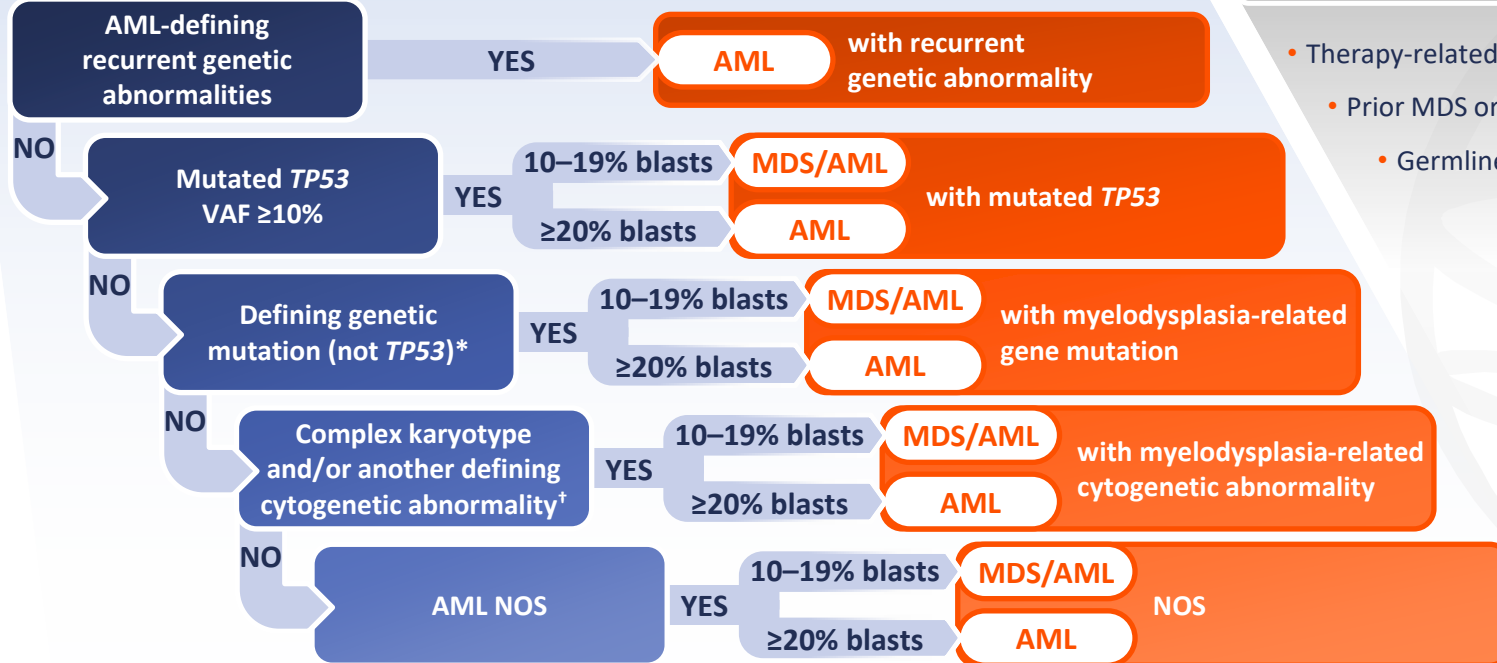 AML-defining
recurrent genetic
abnormalities
YES
AML
with recurrent
genetic abnormality
• Therapy-related
• Prior MDS or
• Germline
NO
Mutated TP53
VAF ≥10%
YES
10–19% blasts
MDS/AML
≥20% blasts
AML
with mutated TP53
NO
Defining genetic
mutation (not TP53)*
YES
10–19% blasts
MDS/AML
≥20% blasts
AML
with myelodysplasia-related
gene mutation
NO
Complex karyotype
and/or another defining
cytogenetic abnormality†
YES
10–19% blasts
MDS/AML
≥20% blasts
AML
with myelodysplasia-related
cytogenetic abnormality
NO
AML NOS
YES
10–19% blasts
MDS/AML
≥20% blasts
AML
NOS